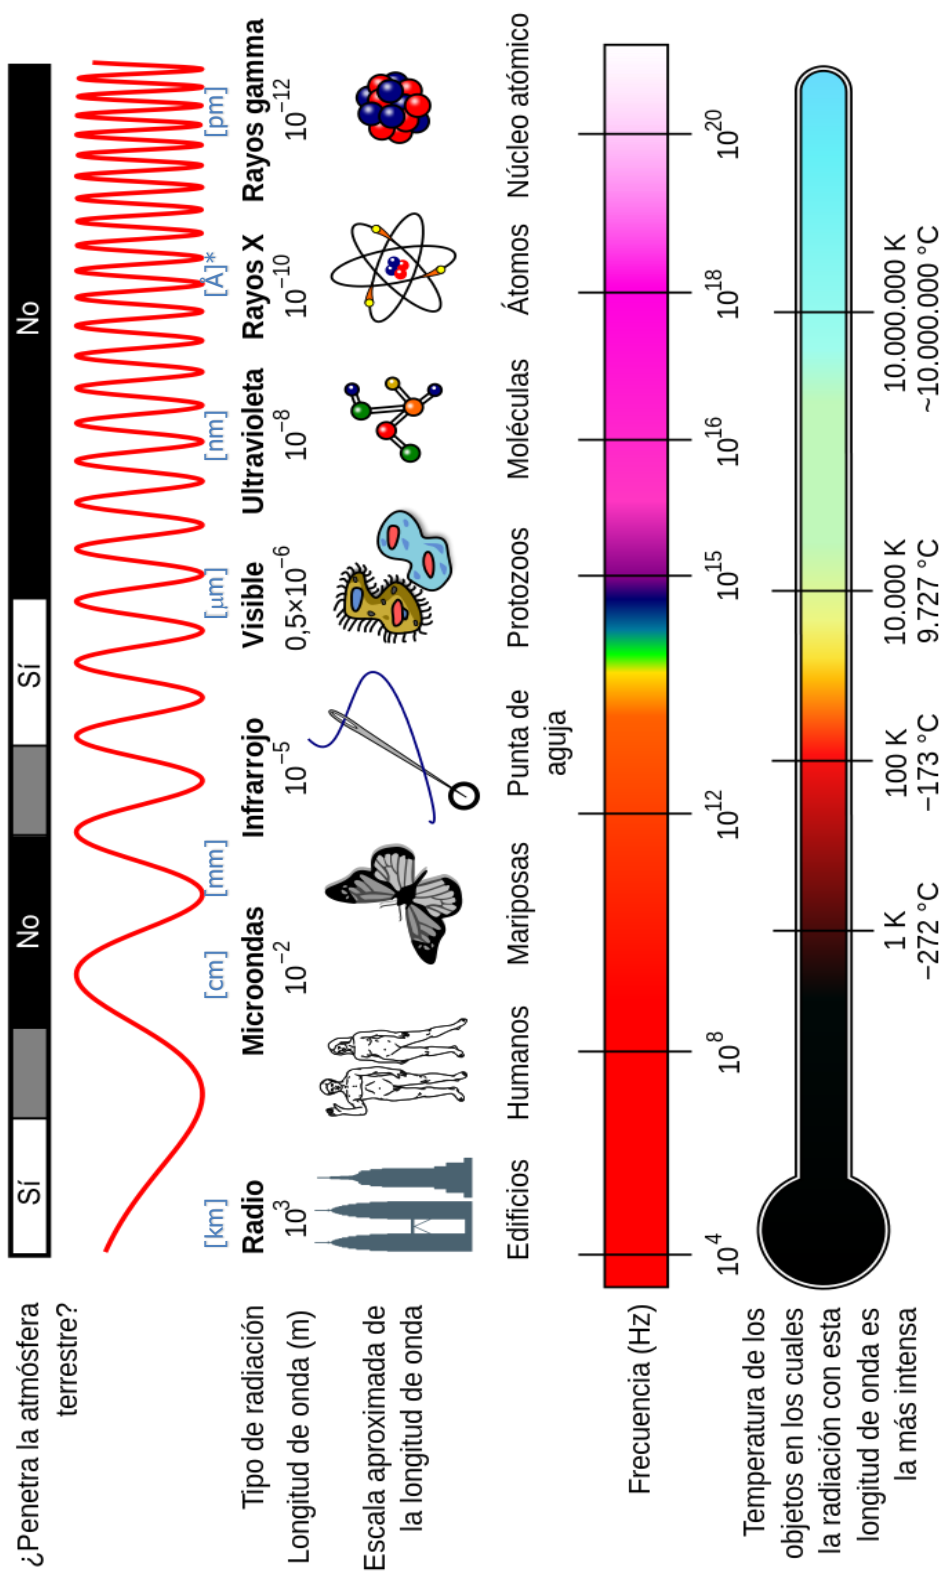 ¿Penetra la atmósfera
terrestre?
Sí
No
Sí
No
[km]
[cm]
[mm]
[µm]
[nm]
[Å]*
[pm]
Tipo de radiación
Radio
Microondas
Infrarrojo
Visible
Ultravioleta
Rayos X
Rayos gamma
Longitud de onda (m)
10³
10⁻²
10⁻⁵
0,5×10⁻⁶
10⁻⁸
10⁻¹⁰
10⁻¹²
Escala aproximada de
la longitud de onda
Edificios
Humanos
Mariposas
Punta de
aguja
Protozoos
Moléculas
Átomos
Núcleo atómico
Frecuencia (Hz)
10⁴
10⁸
10¹²
10¹⁵
10¹⁶
10¹⁸
10²⁰
Temperatura de los
objetos en los cuales
la radiación con esta
longitud de onda es
la más intensa
1 K
−272 °C
100 K
−173 °C
10.000 K
9.727 °C
10.000.000 K
~10.000.000 °C